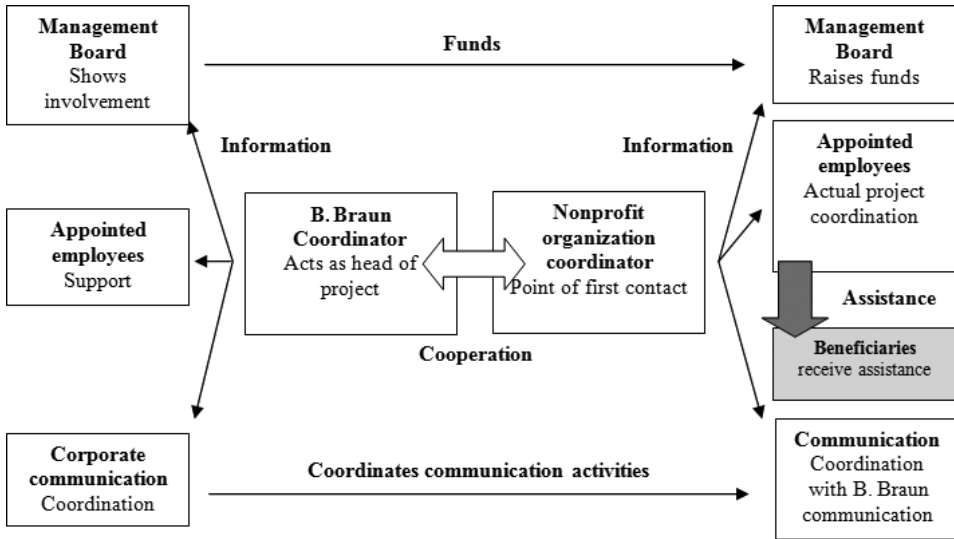 Management
Board
Shows
involvement
Funds
Management
Board
Raises funds
Information
Information
Appointed
employees
Actual project
coordination
Appointed
employees
Support
B. Braun
Coordinator
Acts as head of
project
Nonprofit
organization
coordinator
Point of first contact
Cooperation
Assistance
Beneficiaries
receive assistance
Corporate
communication
Coordination
Coordinates communication activities
Communication
Coordination
with B. Braun
communication